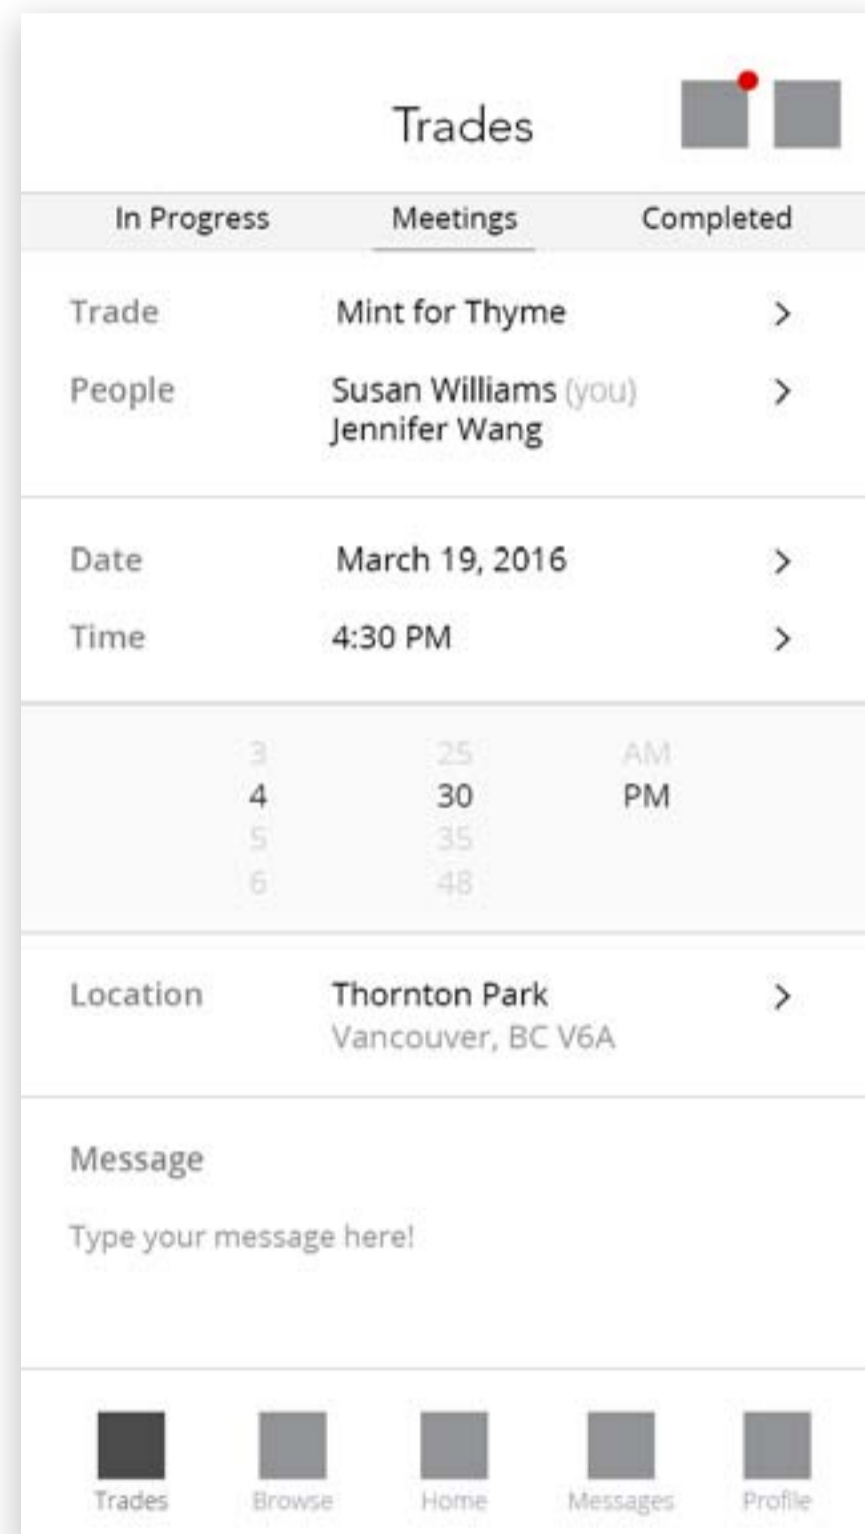 Trades
In Progress Meetings Completed
Trade Mint for Thyme >
People Susan Williams (you) >
Jennifer Wang
Date March 19, 2016 >
Time 4:30 PM >
3 25 AM
4 30 PM
5 35
6 48
Location Thornton Park >
Vancouver, BC V6A
Message
Type your message here!
Trades Browse Home Messages Profile